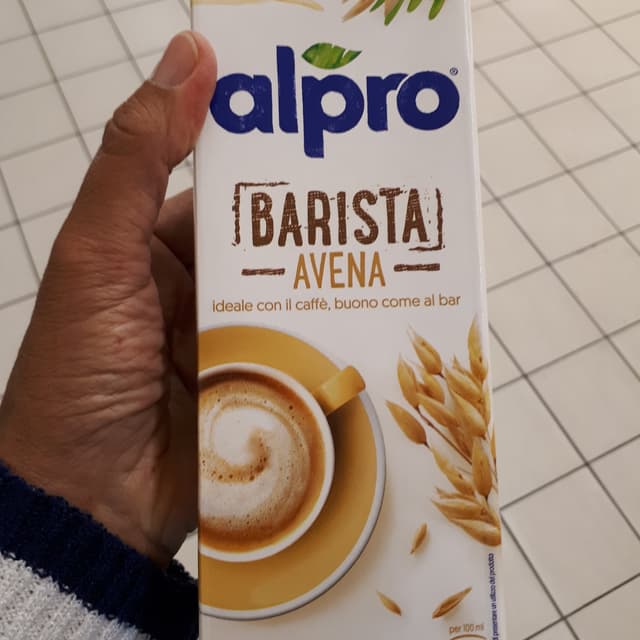 alpro®
BARISTA
AVENA
ideale con il caffè, buono come al bar
per 100 ml